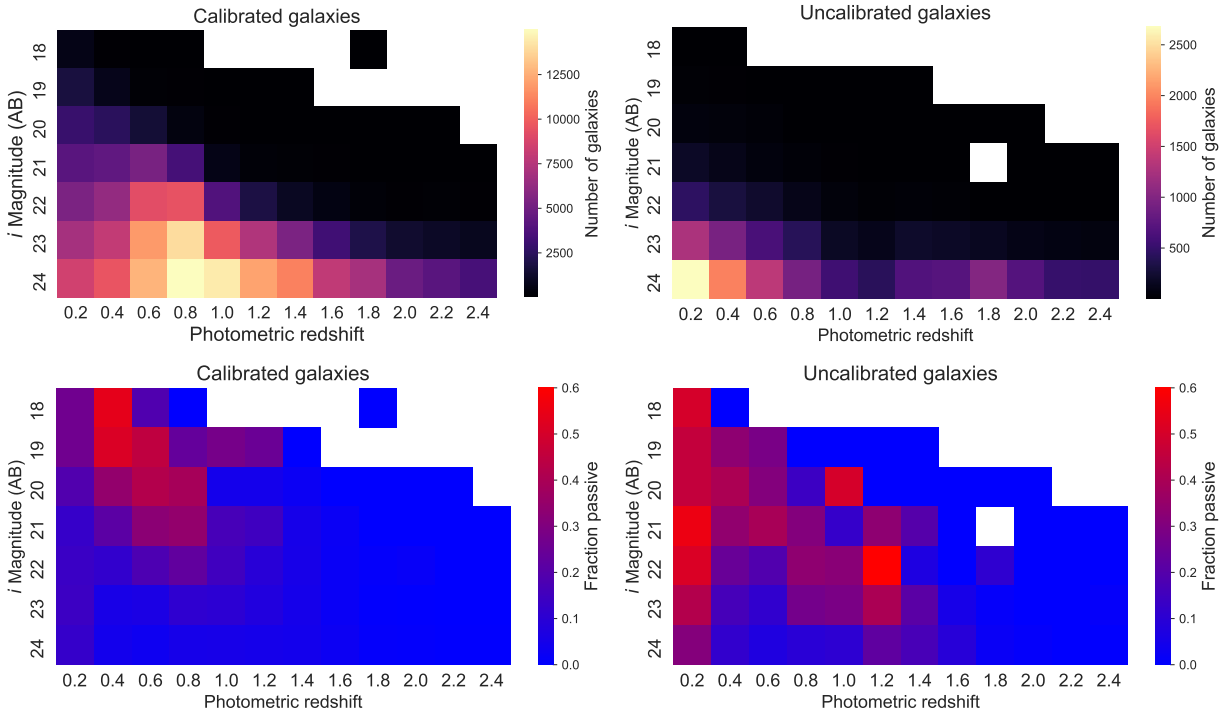 Calibrated galaxies
18
19
20
21
22
23
24
i Magnitude (AB)
0.2 0.4 0.6 0.8 1.0 1.2 1.4 1.6 1.8 2.0 2.2 2.4
Photometric redshift
12500
10000
7500
5000
2500
Number of galaxies
Uncalibrated galaxies
18
19
20
21
22
23
24
i Magnitude (AB)
0.2 0.4 0.6 0.8 1.0 1.2 1.4 1.6 1.8 2.0 2.2 2.4
Photometric redshift
2500
2000
1500
1000
500
Number of galaxies
Calibrated galaxies
18
19
20
21
22
23
24
i Magnitude (AB)
0.2 0.4 0.6 0.8 1.0 1.2 1.4 1.6 1.8 2.0 2.2 2.4
Photometric redshift
0.6
0.5
0.4
0.3
0.2
0.1
0.0
Fraction passive
Uncalibrated galaxies
18
19
20
21
22
23
24
i Magnitude (AB)
0.2 0.4 0.6 0.8 1.0 1.2 1.4 1.6 1.8 2.0 2.2 2.4
Photometric redshift
0.6
0.5
0.4
0.3
0.2
0.1
0.0
Fraction passive